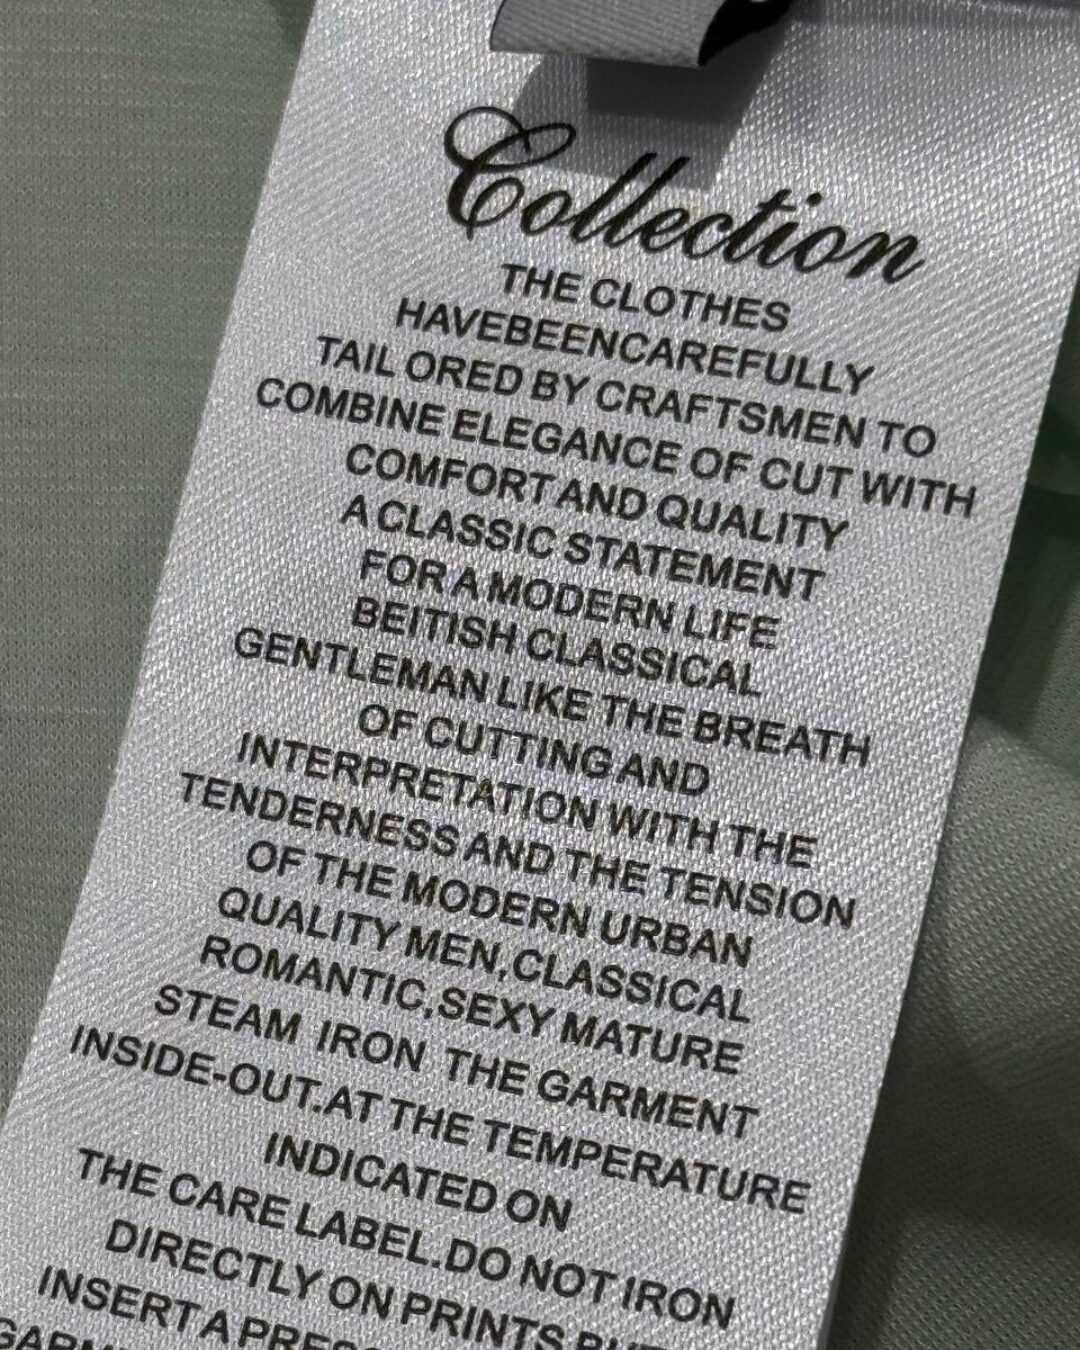 Collection
THE CLOTHES
HAVEBEENCAREFULLY
TAIL ORED BY CRAFTSMEN TO
COMBINE ELEGANCE OF CUT WITH
COMFORT AND QUALITY
A CLASSIC STATEMENT
FOR A MODERN LIFE
BEITISH CLASSICAL
GENTLEMAN LIKE THE BREATH
OF CUTTING AND
INTERPRETATION WITH THE
TENDERNESS AND THE TENSION
OF THE MODERN URBAN
QUALITY MEN,CLASSICAL
ROMANTIC,SEXY MATURE
STEAM IRON THE GARMENT
INSIDE-OUT.AT THE TEMPERATURE
INDICATED ON
THE CARE LABEL.DO NOT IRON
DIRECTLY ON PRINTS
INSERT A